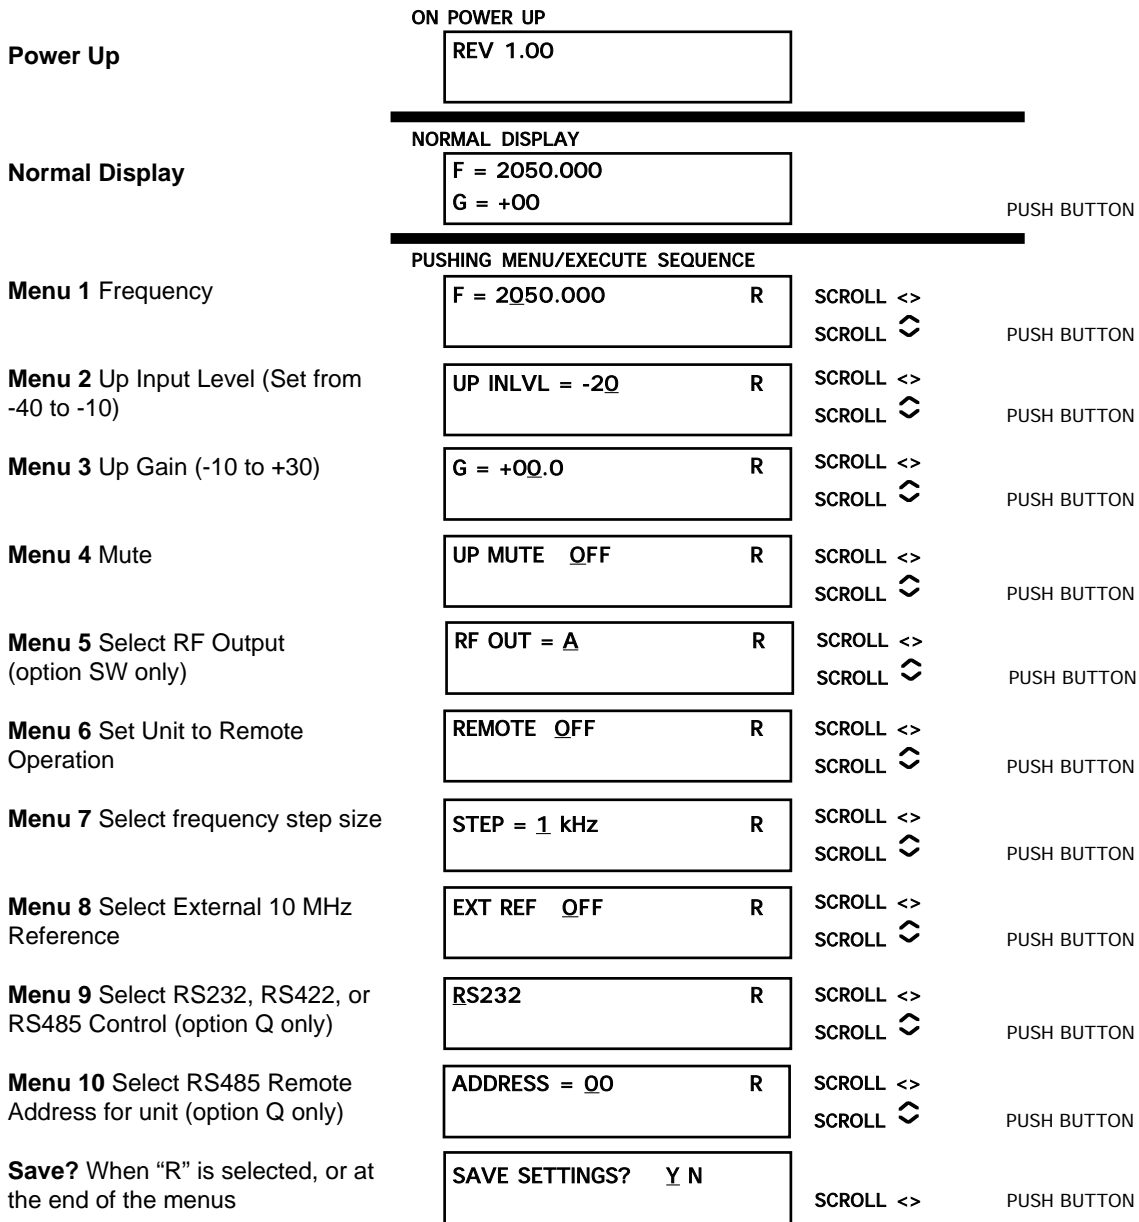 ON POWER UP
Power Up
REV 1.00
NORMAL DISPLAY
Normal Display
F = 2050.000
G = +00
PUSH BUTTON
PUSHING MENU/EXECUTE SEQUENCE
Menu 1 Frequency
F = 2050.000 R
SCROLL <>
SCROLL
PUSH BUTTON
Menu 2 Up Input Level (Set from
-40 to -10)
UP INLVL = -20 R
SCROLL <>
SCROLL
PUSH BUTTON
Menu 3 Up Gain (-10 to +30)
G = +00.0 R
SCROLL <>
SCROLL
PUSH BUTTON
Menu 4 Mute
UP MUTE OFF R
SCROLL <>
SCROLL
PUSH BUTTON
Menu 5 Select RF Output
(option SW only)
RF OUT = A R
SCROLL <>
SCROLL
PUSH BUTTON
Menu 6 Set Unit to Remote
Operation
REMOTE OFF R
SCROLL <>
SCROLL
PUSH BUTTON
Menu 7 Select frequency step size
STEP = 1 kHz R
SCROLL <>
SCROLL
PUSH BUTTON
Menu 8 Select External 10 MHz
Reference
EXT REF OFF R
SCROLL <>
SCROLL
PUSH BUTTON
Menu 9 Select RS232, RS422, or
RS485 Control (option Q only)
RS232 R
SCROLL <>
SCROLL
PUSH BUTTON
Menu 10 Select RS485 Remote
Address for unit (option Q only)
ADDRESS = 00 R
SCROLL <>
SCROLL
PUSH BUTTON
Save? When “R” is selected, or at
the end of the menus
SAVE SETTINGS? Y N
SCROLL <>
PUSH BUTTON